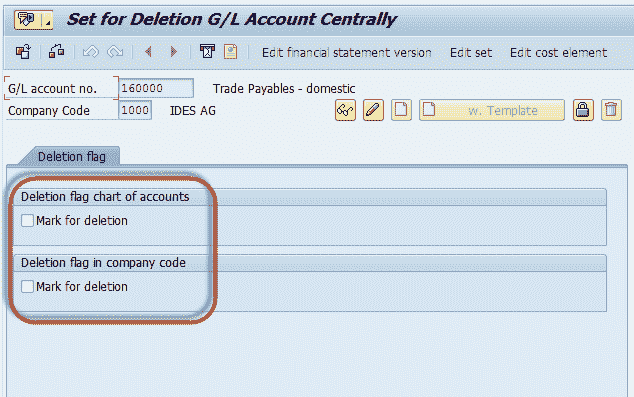 Set for Deletion G/L Account Centrally
Edit financial statement version Edit set Edit cost element
G/L account no. 160000 Trade Payables - domestic
Company Code 1000 IDES AG w. Template
Deletion flag
Deletion flag chart of accounts
Mark for deletion
Deletion flag in company code
Mark for deletion